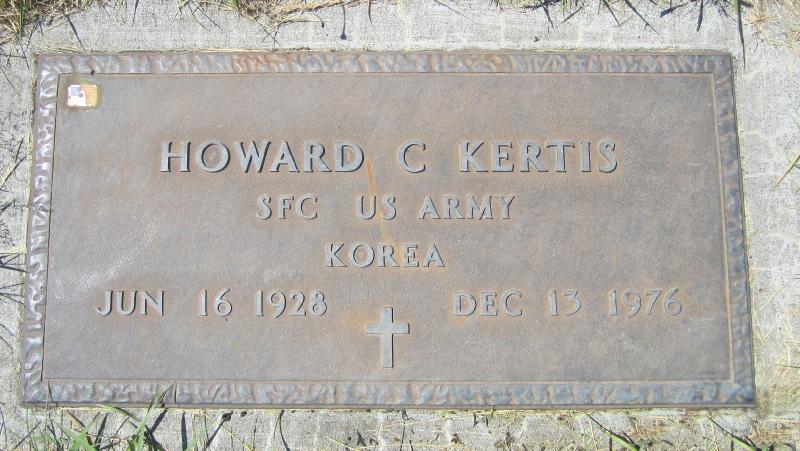 HOWARD C KERTIS
SFC US ARMY
KOREA
JUN 16 1928 DEC 13 1976